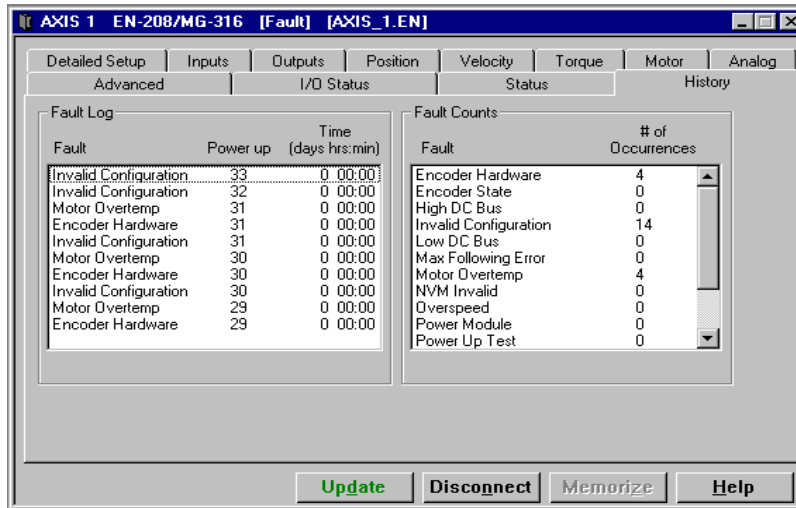 AXIS 1 EN-208/MG-316 [Fault] [AXIS_1.EN]
Detailed Setup Inputs Outputs Position Velocity Torque Motor Analog
Advanced I/O Status Status History
Fault Log
Fault Power up Time (days hrs:min)
Invalid Configuration 33 0 00:00
Invalid Configuration 32 0 00:00
Motor Overtemp 31 0 00:00
Encoder Hardware 31 0 00:00
Invalid Configuration 31 0 00:00
Motor Overtemp 30 0 00:00
Encoder Hardware 30 0 00:00
Invalid Configuration 30 0 00:00
Motor Overtemp 29 0 00:00
Encoder Hardware 29 0 00:00
Fault Counts
Fault # of Occurrences
Encoder Hardware 4
Encoder State 0
High DC Bus 0
Invalid Configuration 14
Low DC Bus 0
Max Following Error 0
Motor Overtemp 4
NVM Invalid 0
Overspeed 0
Power Module 0
Power Up Test 0
Update Disconnect Memorize Help